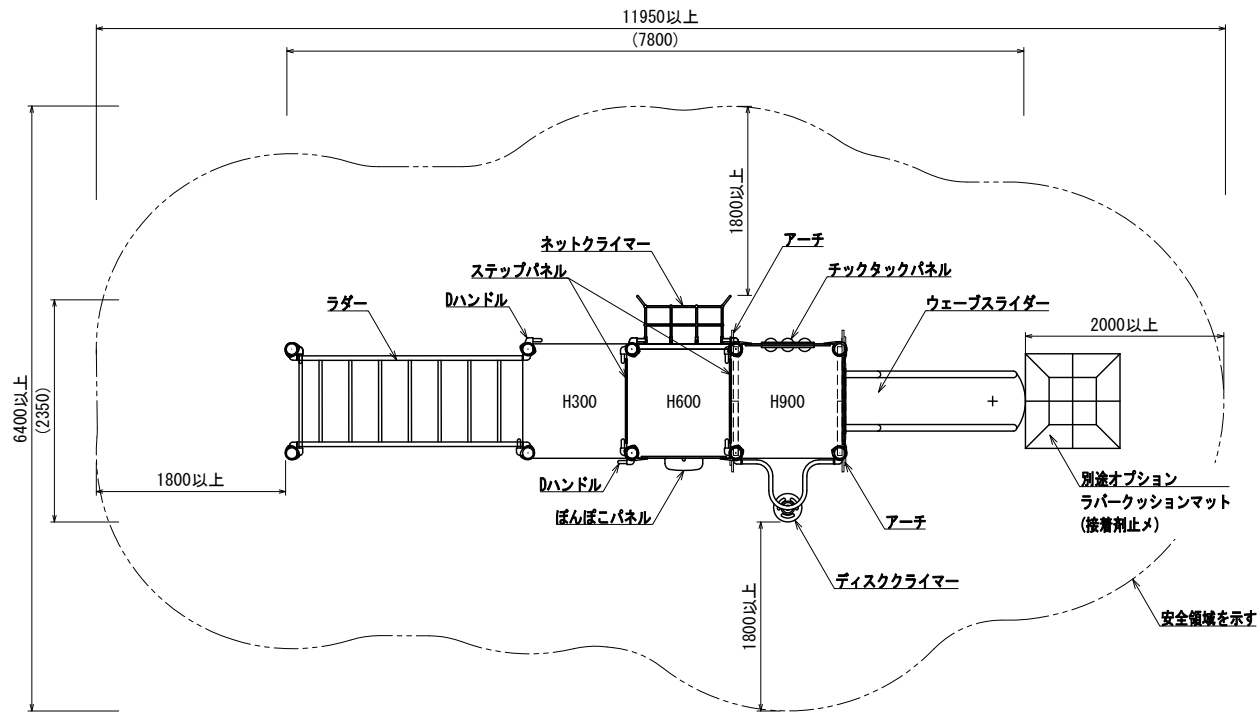 11950以上
(7800)
1800以上
アーチ
ネットクライマー
ステップパネル
チックタックパネル
Dハンドル
ウェーブスライダー
ラダー
2000以上
6400以上
(2350)
H300
H600
H900
1800以上
Dハンドル
ぽんぽこパネル
アーチ
別途オプション
ラバークッションマット
(接着剤止メ)
ディスククライマー
1800以上
安全領域を示す